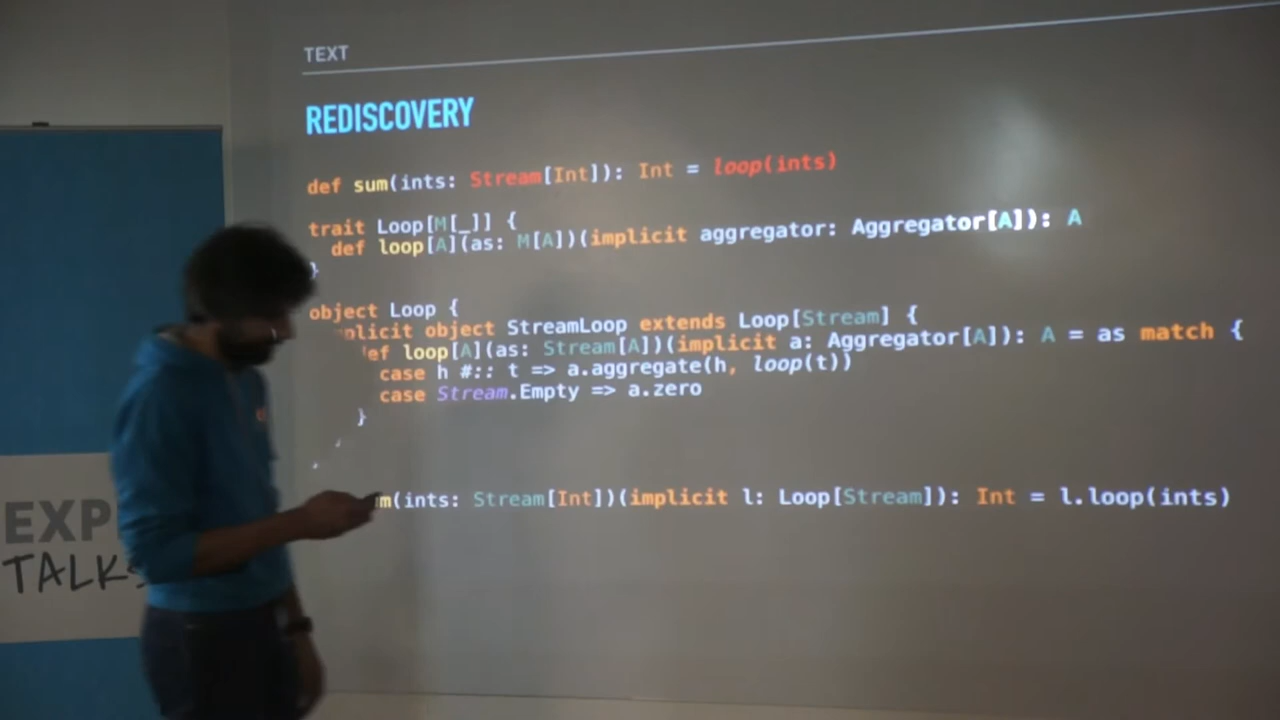 TEXT
REDISCOVERY
def sum(ints: Stream[Int]): Int = loop(ints)
trait Loop[M[_]] {
def loop[A](as: M[A])(implicit aggregator: Aggregator[A]): A
}
object Loop {
plicit object StreamLoop extends Loop[Stream] {
ef loop[A](as: Stream[A])(implicit a: Aggregator[A]): A = as match {
case h #:: t => a.aggregate(h, loop(t))
case Stream.Empty => a.zero
}
m(ints: Stream[Int])(implicit l: Loop[Stream]): Int = l.loop(ints)
EXP
TALKS